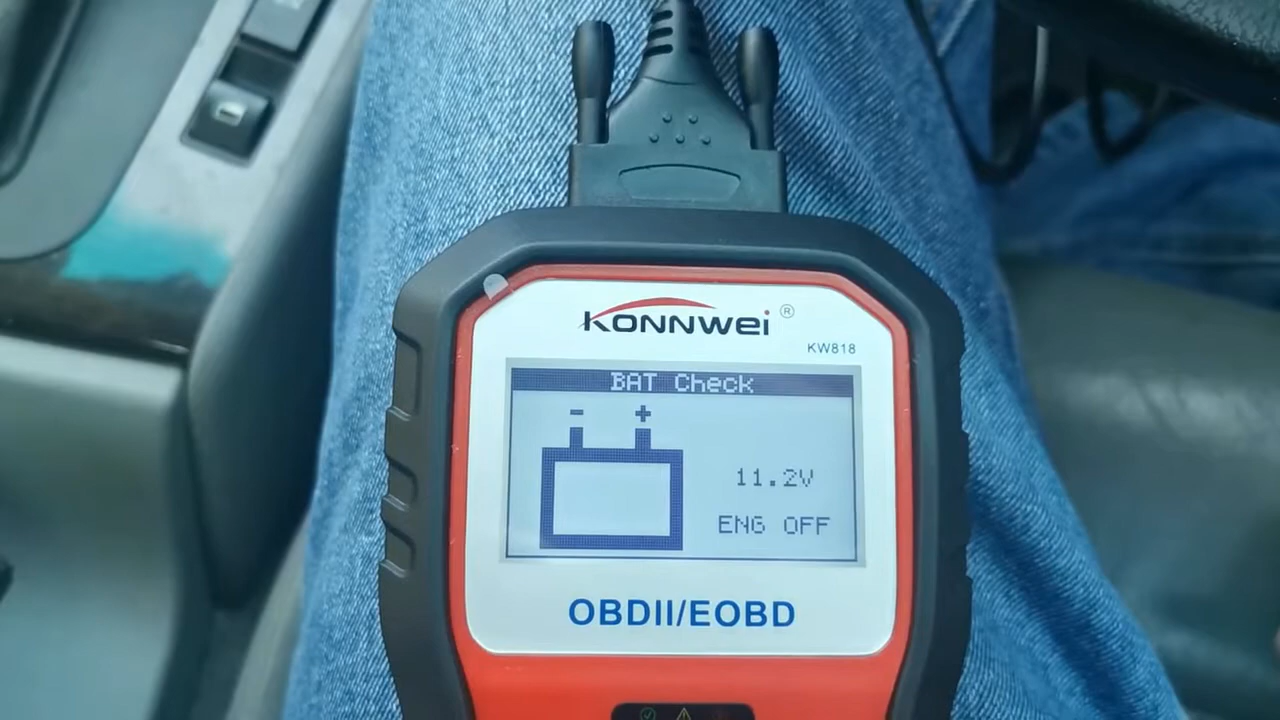 KONNWEI ®
KW818
BAT Check
- +
11.2V
ENG OFF
OBDII/EOBD